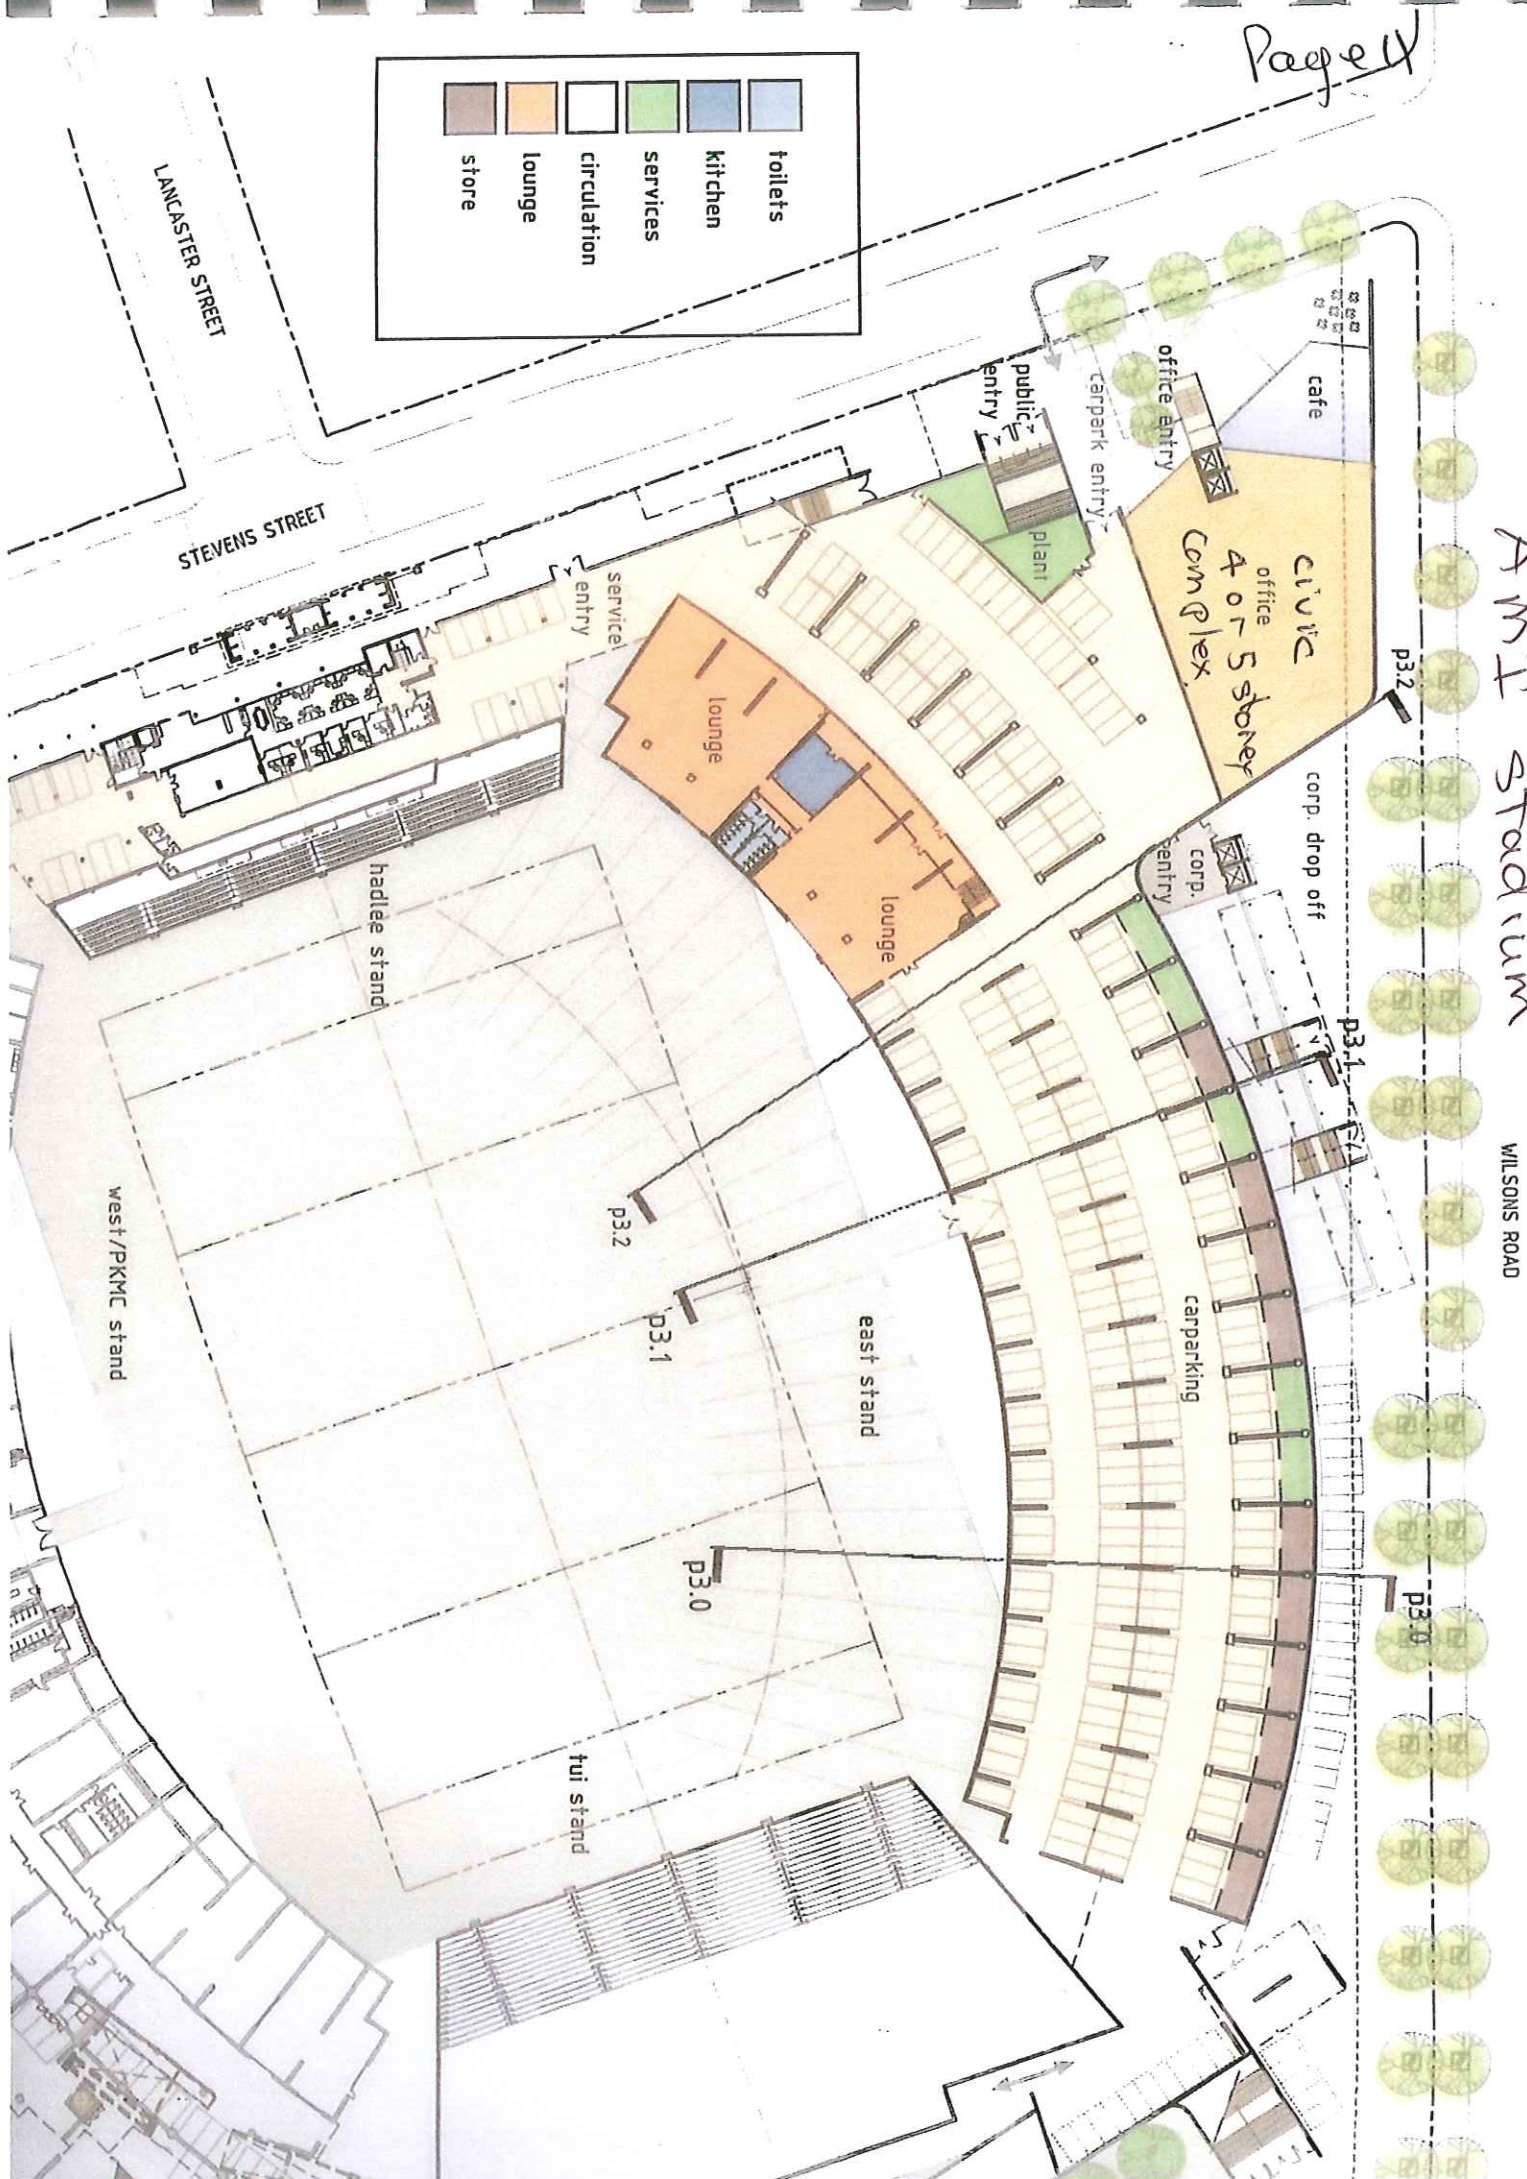 Page 4
AMI Stadium
WILSONS ROAD
toilets
kitchen
services
circulation
lounge
store
LANCASTER STREET
STEVENS STREET
cafe
office entry
carpark entry
public
entry
plant
civic
office
4 or 5 storey
complex
p3.2
corp. drop off
corp.
entry
p3.1
p3.0
service
entry
lounge
lounge
carparking
hadlee stand
p3.2
p3.1
east stand
p3.0
west/PKMC stand
tui stand